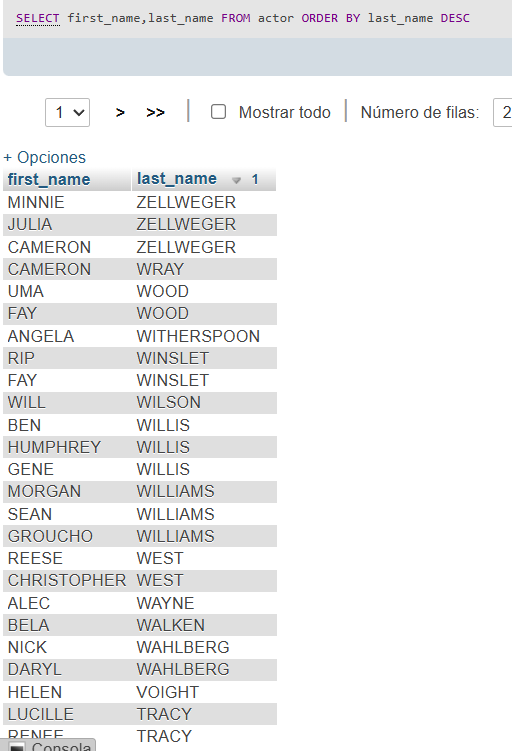 SELECT first_name,last_name FROM actor ORDER BY last_name DESC
1 > >> | Mostrar todo | Número de filas: 2
+ Opciones
first_name last_name 1
MINNIE ZELLWEGER
JULIA ZELLWEGER
CAMERON ZELLWEGER
CAMERON WRAY
UMA WOOD
FAY WOOD
ANGELA WITHERSPOON
RIP WINSLET
FAY WINSLET
WILL WILSON
BEN WILLIS
HUMPHREY WILLIS
GENE WILLIS
MORGAN WILLIAMS
SEAN WILLIAMS
GROUCHO WILLIAMS
REESE WEST
CHRISTOPHER WEST
ALEC WAYNE
BELA WALKEN
NICK WAHLBERG
DARYL WAHLBERG
HELEN VOIGHT
LUCILLE TRACY
RENEE TRACY
Consola